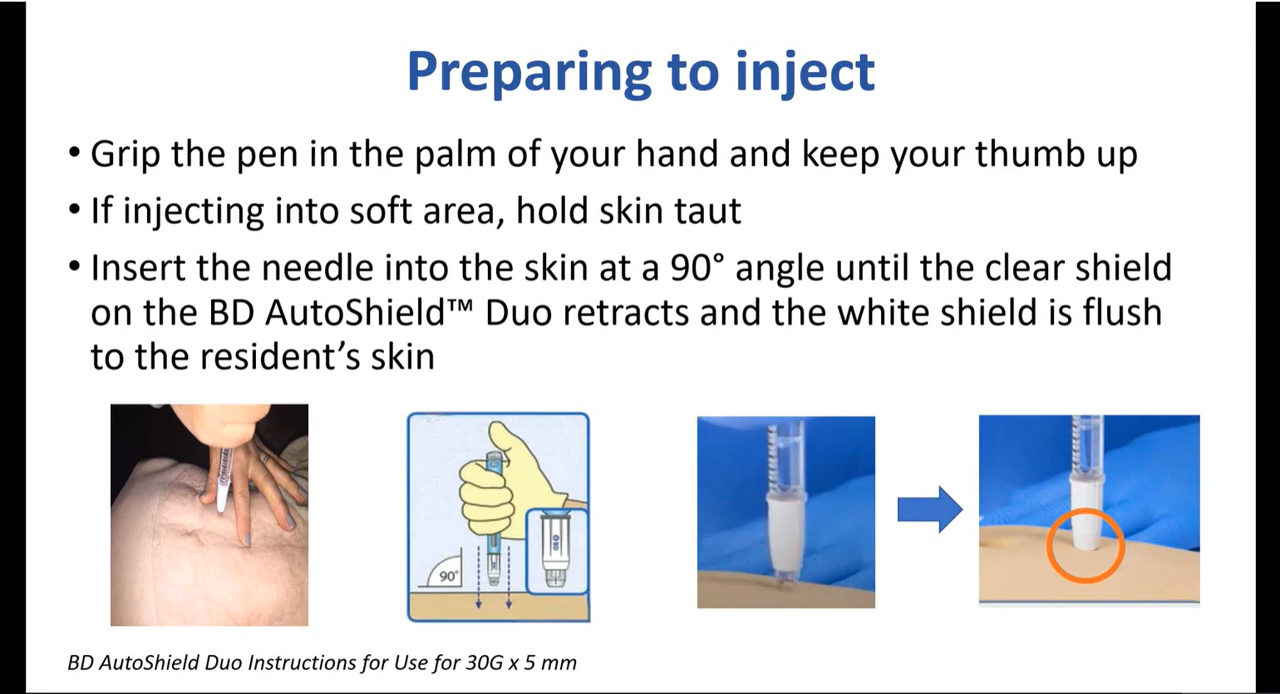 Preparing to inject
• Grip the pen in the palm of your hand and keep your thumb up
• If injecting into soft area, hold skin taut
• Insert the needle into the skin at a 90° angle until the clear shield
on the BD AutoShield™ Duo retracts and the white shield is flush
to the resident’s skin
90°
BD AutoShield Duo Instructions for Use for 30G x 5 mm